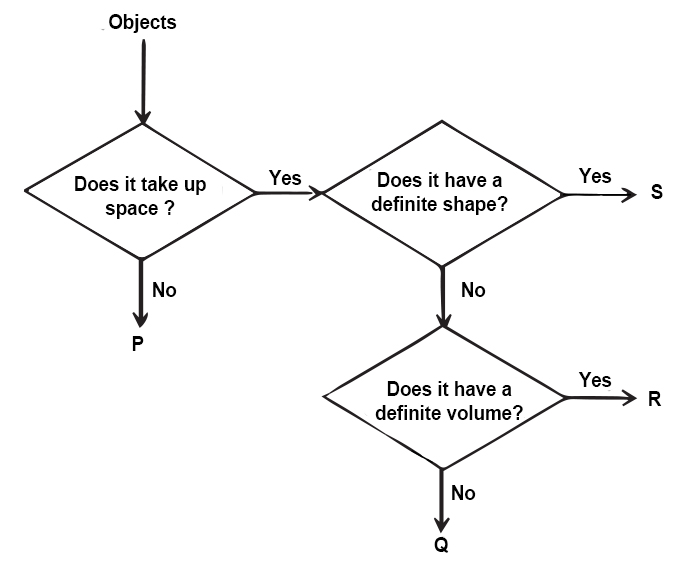 Objects
Does it take up
space ?
Yes
Does it have a
definite shape?
Yes
S
No
P
No
Does it have a
definite volume?
Yes
R
No
Q